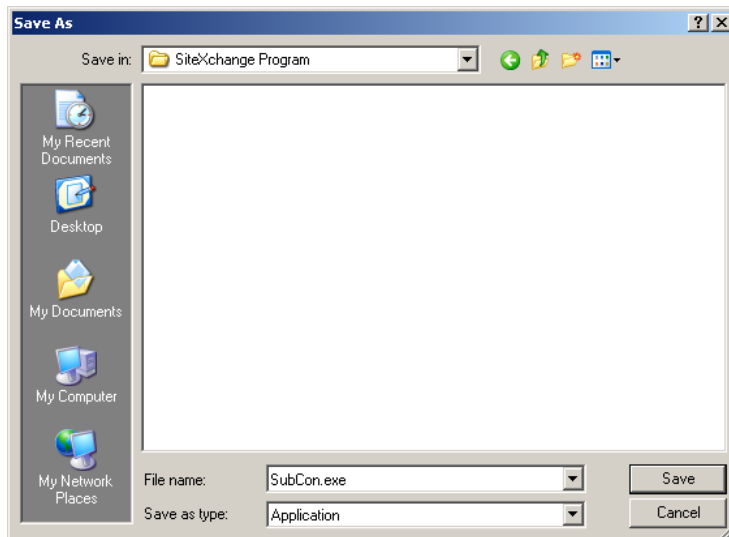 Save As
Save in: SiteXchange Program
My Recent
Documents
Desktop
My Documents
My Computer
My Network
Places
File name: SubCon.exe Save
Save as type: Application Cancel